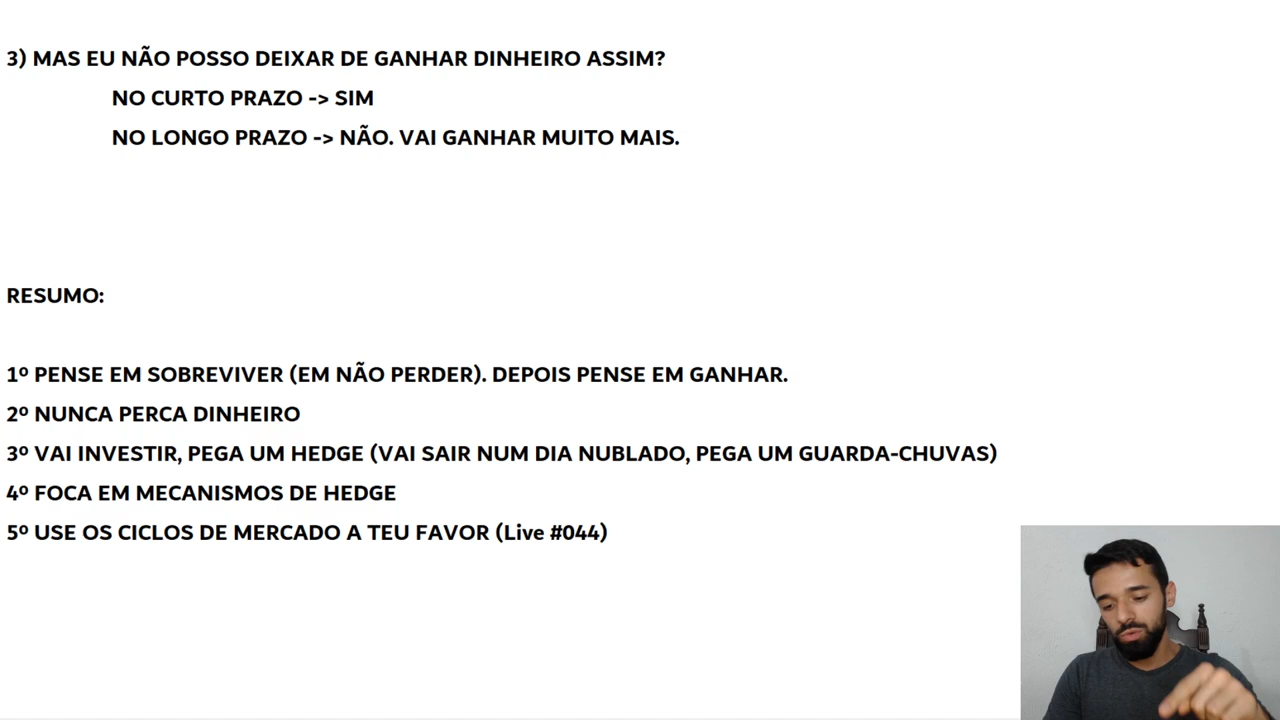 3) MAS EU NÃO POSSO DEIXAR DE GANHAR DINHEIRO ASSIM?
NO CURTO PRAZO -> SIM
NO LONGO PRAZO -> NÃO. VAI GANHAR MUITO MAIS.
RESUMO:
1º PENSE EM SOBREVIVER (EM NÃO PERDER). DEPOIS PENSE EM GANHAR.
2º NUNCA PERCA DINHEIRO
3º VAI INVESTIR, PEGA UM HEDGE (VAI SAIR NUM DIA NUBLADO, PEGA UM GUARDA-CHUVAS)
4º FOCA EM MECANISMOS DE HEDGE
5º USE OS CICLOS DE MERCADO A TEU FAVOR (Live #044)